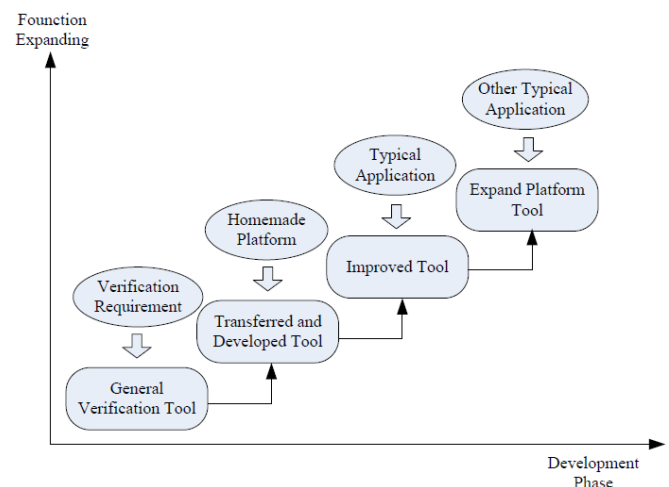 Founction
Expanding
Other Typical
Application
Typical
Application
Expand Platform
Tool
Homemade
Platform
Improved Tool
Verification
Requirement
Transferred and
Developed Tool
General
Verification Tool
Development
Phase